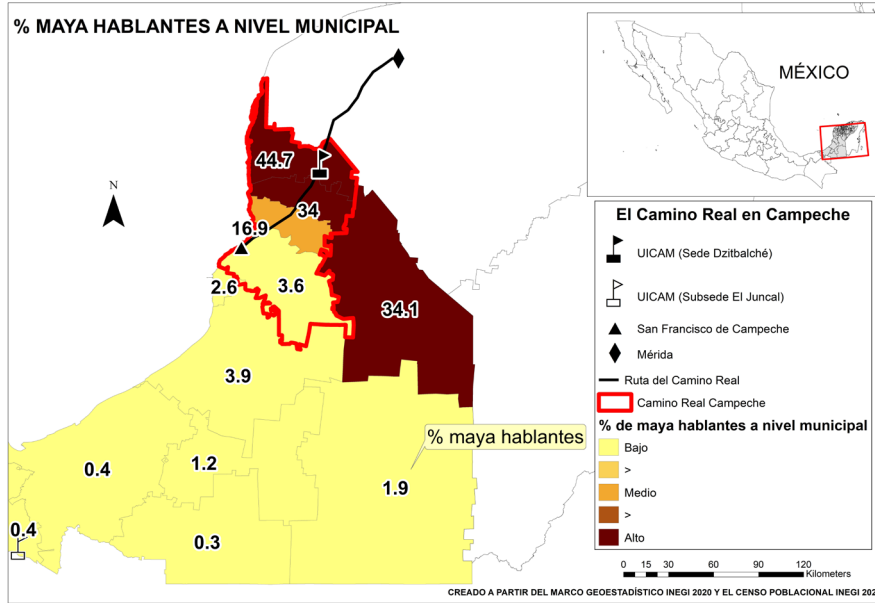 % MAYA HABLANTES A NIVEL MUNICIPAL
MÉXICO
N
44.7
34
16.9
2.6
3.6
34.1
3.9
% maya hablantes
0.4
1.2
1.9
0.4
0.3
El Camino Real en Campeche
UICAM (Sede Dzitbalché)
UICAM (Subsede El Juncal)
San Francisco de Campeche
Mérida
Ruta del Camino Real
Camino Real Campeche
% de maya hablantes a nivel municipal
Bajo
>
Medio
>
Alto
0 15 30 60 90 120
Kilometers
CREADO A PARTIR DEL MARCO GEOESTADÍSTICO INEGI 2020 Y EL CENSO POBLACIONAL INEGI 202